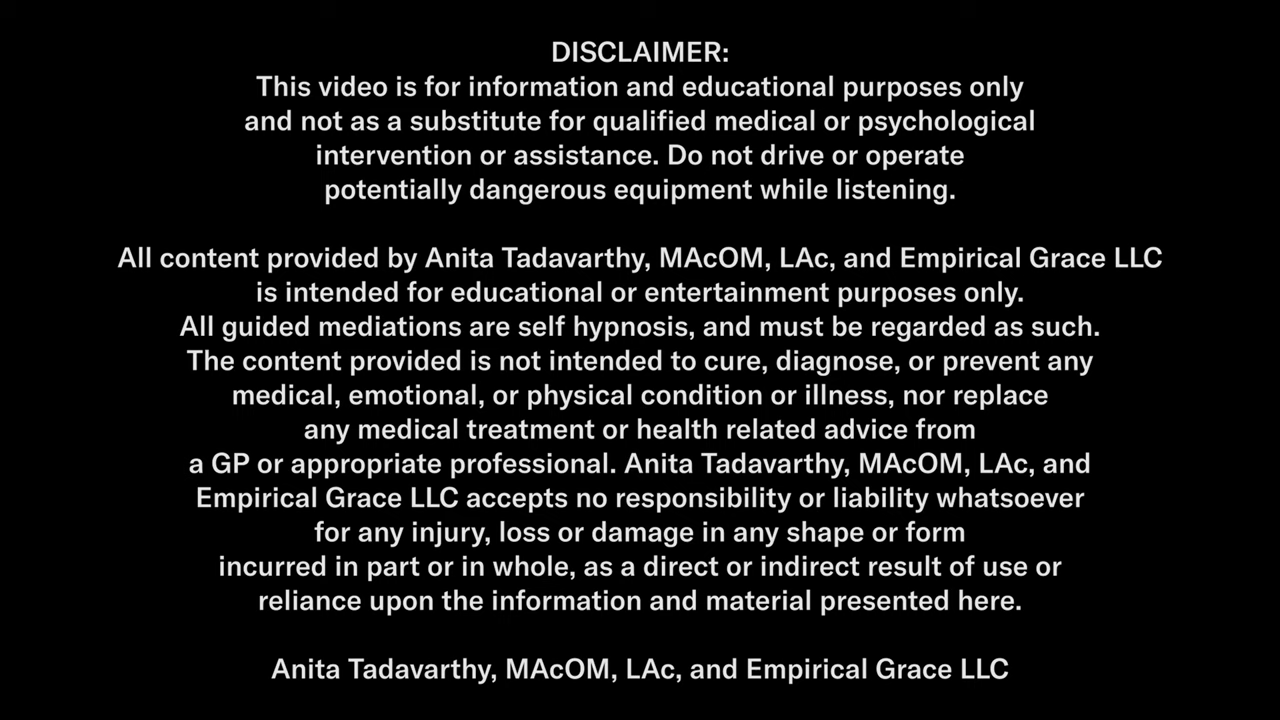 DISCLAIMER:
This video is for information and educational purposes only
and not as a substitute for qualified medical or psychological
intervention or assistance. Do not drive or operate
potentially dangerous equipment while listening.
All content provided by Anita Tadavarthy, MAcOM, LAc, and Empirical Grace LLC
is intended for educational or entertainment purposes only.
All guided mediations are self hypnosis, and must be regarded as such.
The content provided is not intended to cure, diagnose, or prevent any
medical, emotional, or physical condition or illness, nor replace
any medical treatment or health related advice from
a GP or appropriate professional. Anita Tadavarthy, MAcOM, LAc, and
Empirical Grace LLC accepts no responsibility or liability whatsoever
for any injury, loss or damage in any shape or form
incurred in part or in whole, as a direct or indirect result of use or
reliance upon the information and material presented here.
Anita Tadavarthy, MAcOM, LAc, and Empirical Grace LLC